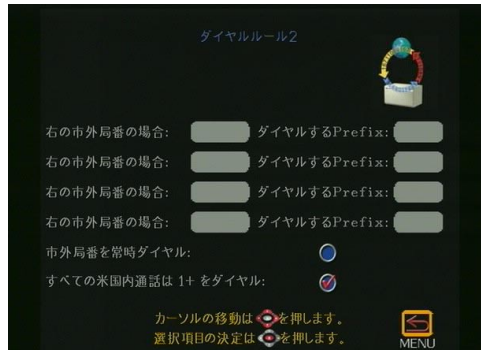 ダイヤルルール2
右の市外局番の場合: ダイヤルするPrefix:
右の市外局番の場合: ダイヤルするPrefix:
右の市外局番の場合: ダイヤルするPrefix:
右の市外局番の場合: ダイヤルするPrefix:
市外局番を常時ダイヤル:
すべての米国内通話は 1+ をダイヤル:
カーソルの移動は を押します。
選択項目の決定は を押します。
MENU